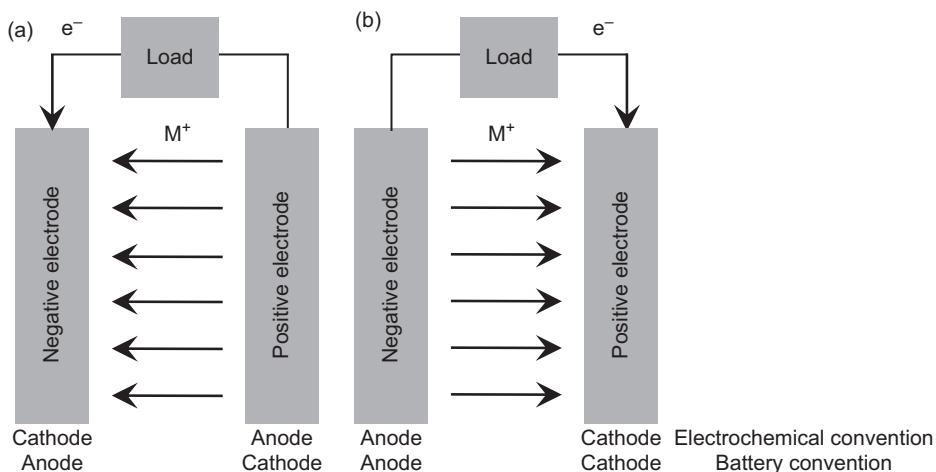 (a)
e⁻
Load
M⁺
Negative electrode
Positive electrode
Cathode
Anode
Anode
Cathode
(b)
Load
e⁻
M⁺
Negative electrode
Positive electrode
Anode
Anode
Cathode
Cathode
Electrochemical convention
Battery convention